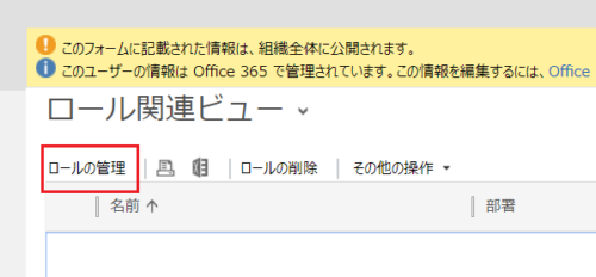 このフォームに記載された情報は、組織全体に公開されます。
このユーザーの情報は Office 365 で管理されています。この情報を編集するには、Office
ロール関連ビュー
ロールの管理 ロールの削除 その他の操作
名前 ↑ 部署